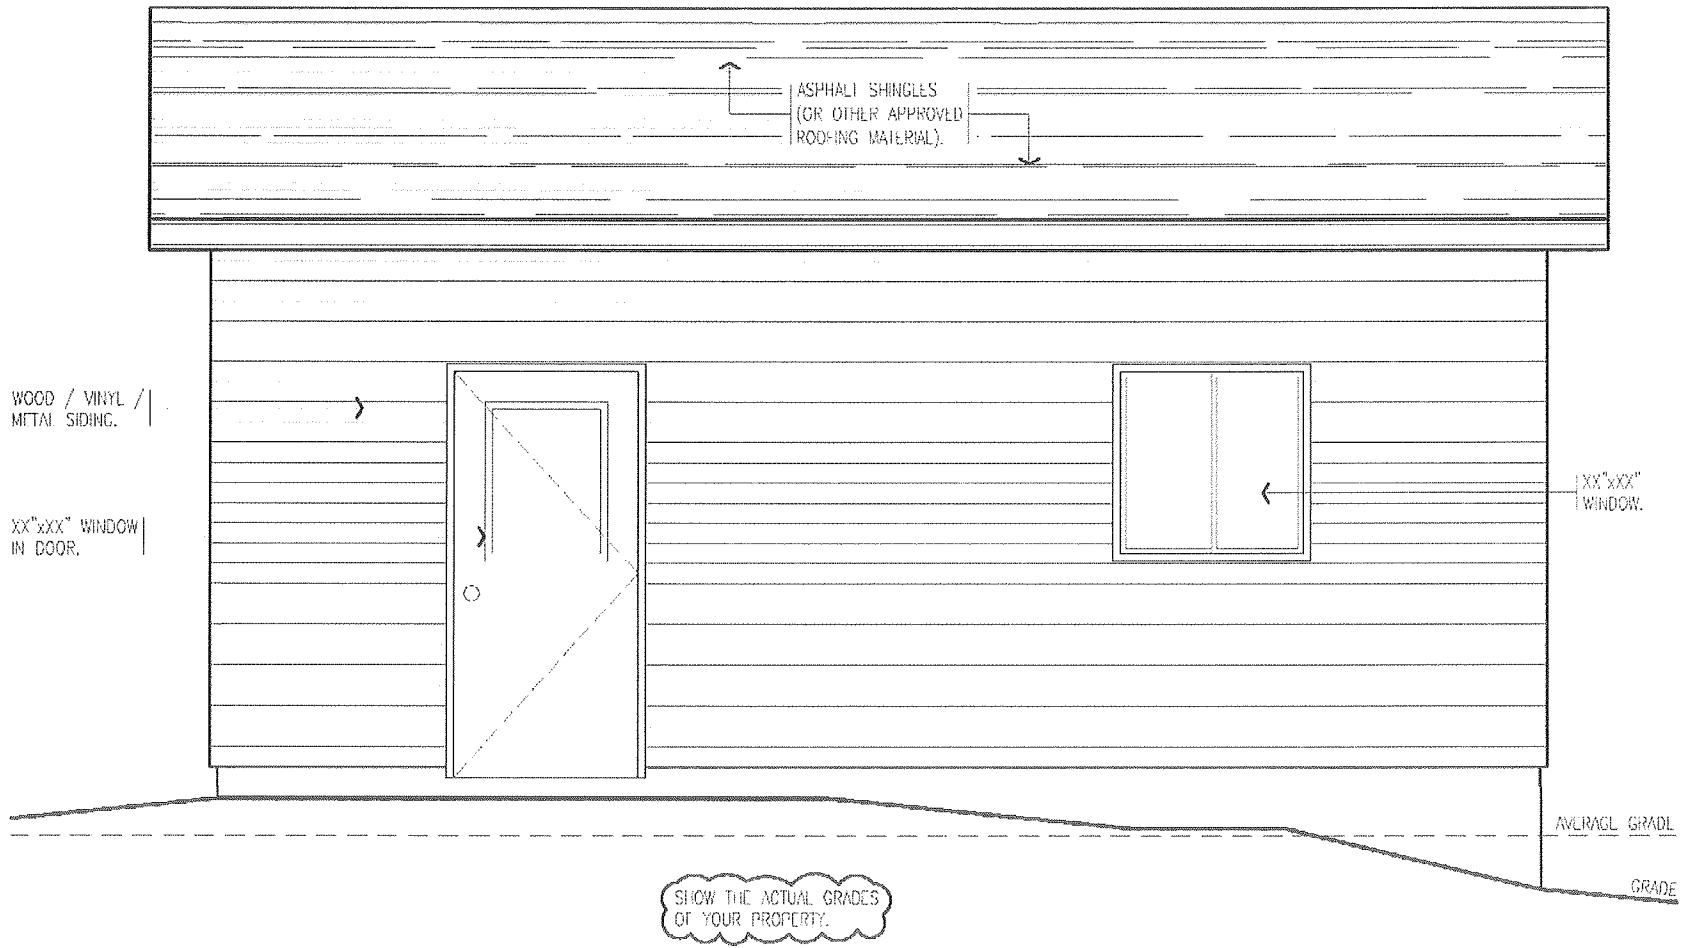 ASPHALT SHINGLES
(OR OTHER APPROVED
ROOFING MATERIAL).
WOOD / VINYL /
METAL SIDING.
XX"xXX" WINDOW
IN DOOR.
XX"xXX"
WINDOW.
AVERAGE GRADE
GRADE
SHOW THE ACTUAL GRADES
OF YOUR PROPERTY.